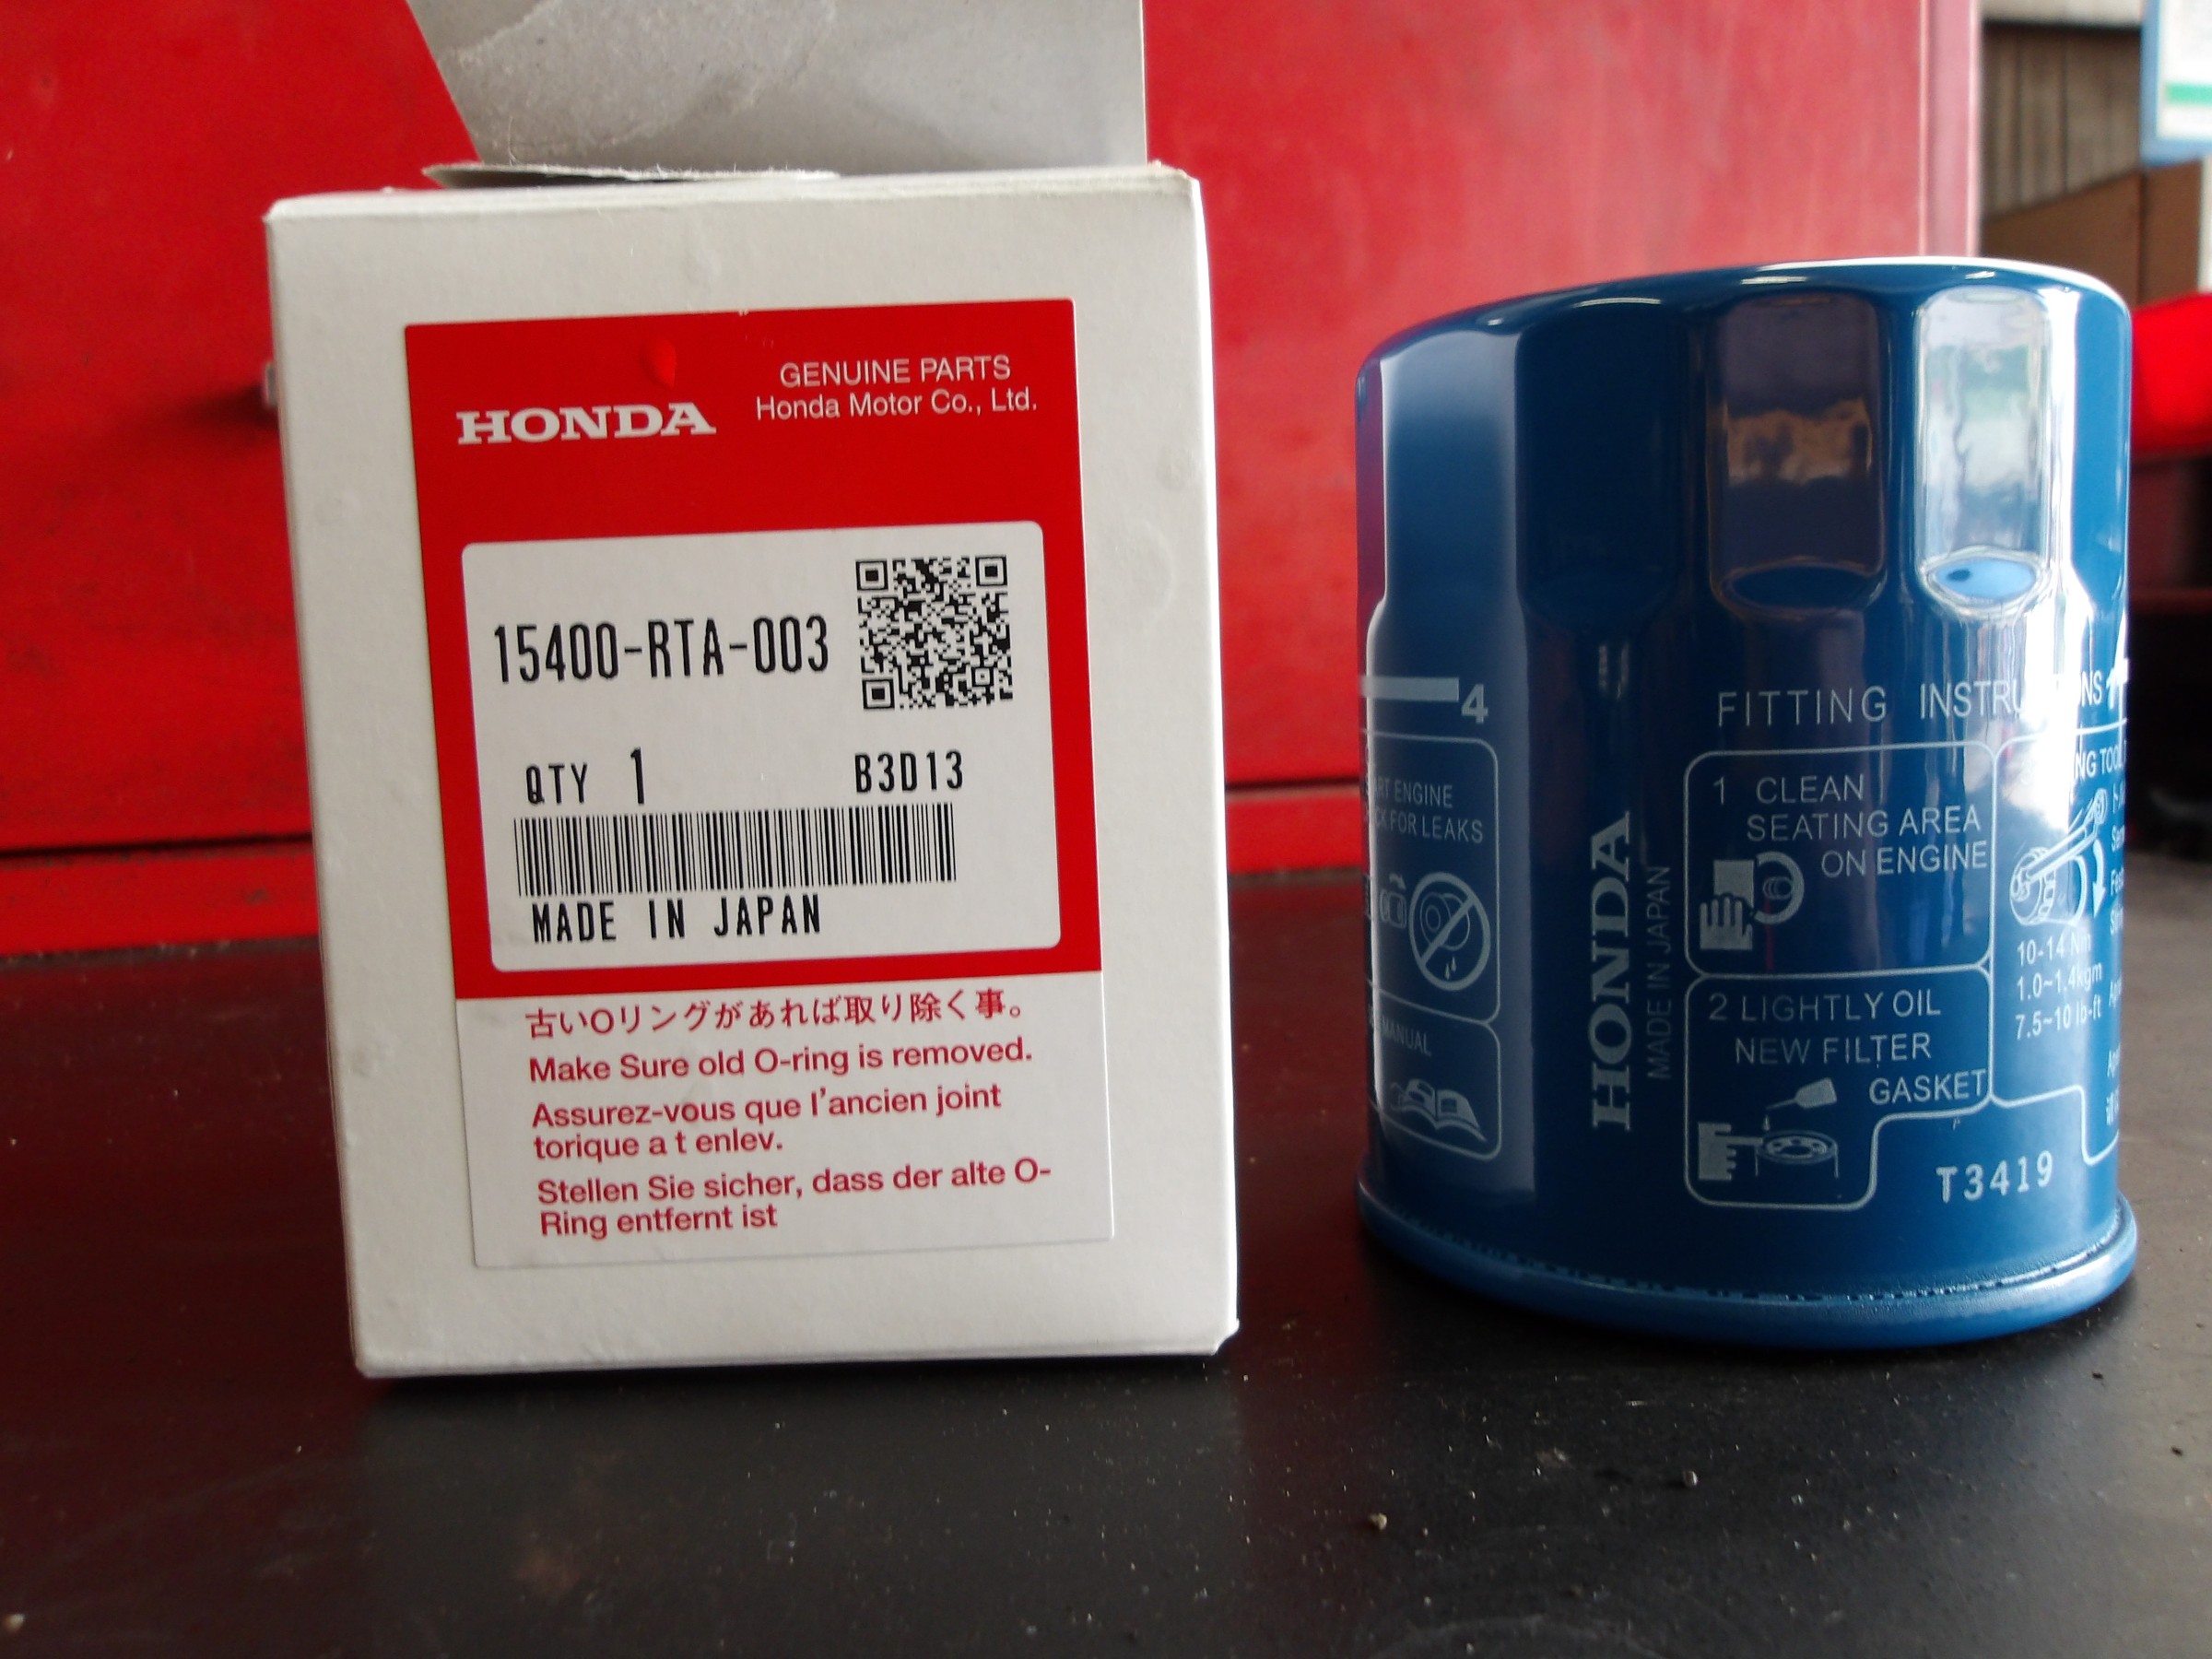 HONDA
GENUINE PARTS
Honda Motor Co., Ltd.
15400-RTA-003
QTY 1 B3D13
MADE IN JAPAN
古いOリングがあれば取り除く事。
Make Sure old O-ring is removed.
Assurez-vous que l'ancien joint
torique a t enlev.
Stellen Sie sicher, dass der alte O-
Ring entfernt ist
4
ENGINE
FOR LEAKS
MANUAL
HONDA
MADE IN JAPAN
FITTING
1 CLEAN
SEATING AREA
ON ENGINE
2 LIGHTLY OIL
NEW FILTER
GASKET
10-14 Nm
1.0~1.4kgm
7.5~10 lb-ft
T3419